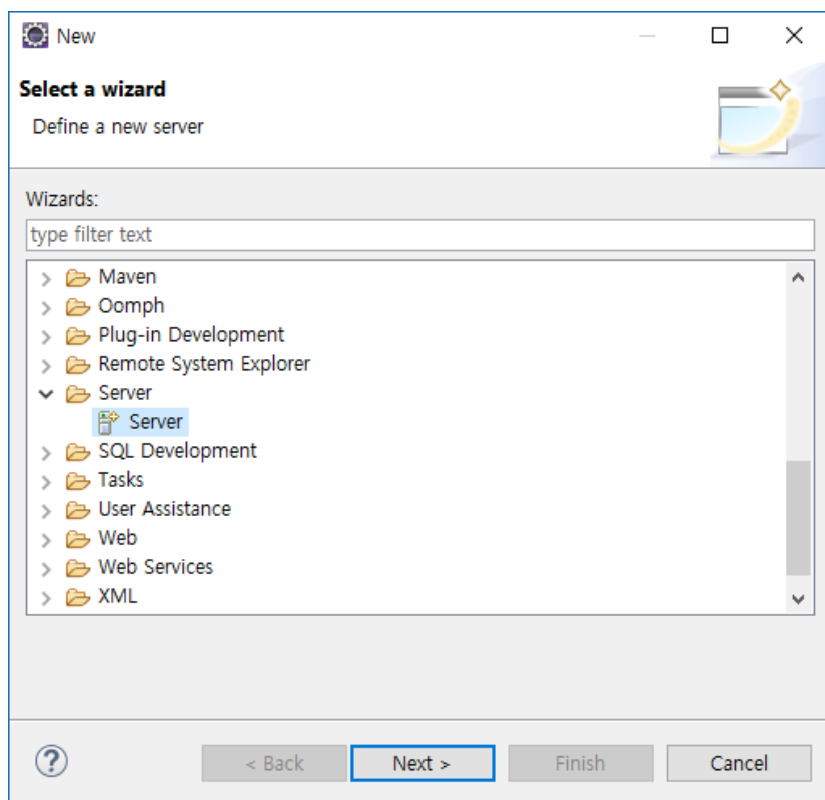 New
Select a wizard
Define a new server
Wizards:
type filter text
Maven
Oomph
Plug-in Development
Remote System Explorer
Server
Server
SQL Development
Tasks
User Assistance
Web
Web Services
XML
? < Back Next > Finish Cancel